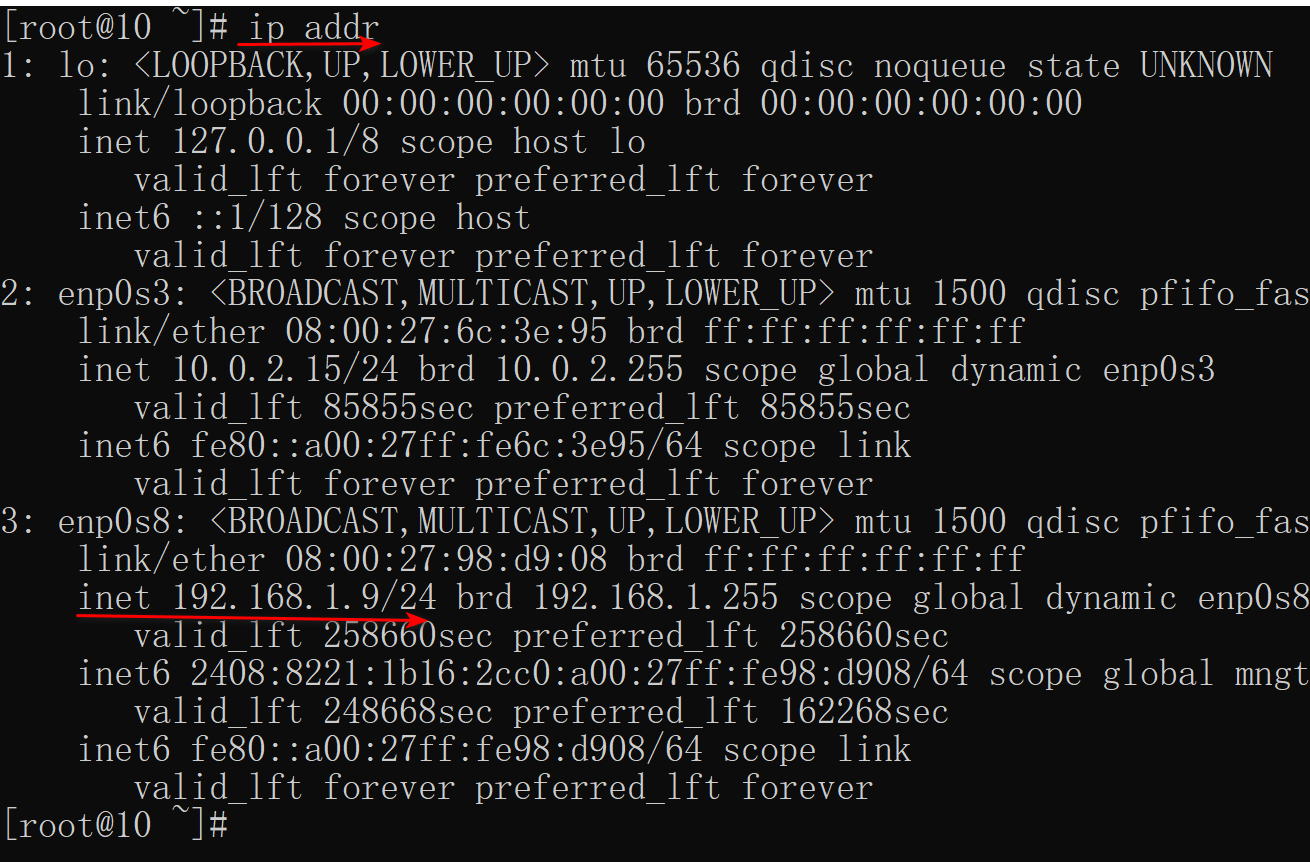 [root@10 ~]# ip addr
1: lo: <LOOPBACK,UP,LOWER_UP> mtu 65536 qdisc noqueue state UNKNOWN
    link/loopback 00:00:00:00:00:00 brd 00:00:00:00:00:00
    inet 127.0.0.1/8 scope host lo
       valid_lft forever preferred_lft forever
    inet6 ::1/128 scope host
       valid_lft forever preferred_lft forever
2: enp0s3: <BROADCAST,MULTICAST,UP,LOWER_UP> mtu 1500 qdisc pfifo_fas
    link/ether 08:00:27:6c:3e:95 brd ff:ff:ff:ff:ff:ff
    inet 10.0.2.15/24 brd 10.0.2.255 scope global dynamic enp0s3
       valid_lft 85855sec preferred_lft 85855sec
    inet6 fe80::a00:27ff:fe6c:3e95/64 scope link
       valid_lft forever preferred_lft forever
3: enp0s8: <BROADCAST,MULTICAST,UP,LOWER_UP> mtu 1500 qdisc pfifo_fas
    link/ether 08:00:27:98:d9:08 brd ff:ff:ff:ff:ff:ff
    inet 192.168.1.9/24 brd 192.168.1.255 scope global dynamic enp0s8
       valid_lft 258660sec preferred_lft 258660sec
    inet6 2408:8221:1b16:2cc0:a00:27ff:fe98:d908/64 scope global mngt
       valid_lft 248668sec preferred_lft 162268sec
    inet6 fe80::a00:27ff:fe98:d908/64 scope link
       valid_lft forever preferred_lft forever
[root@10 ~]#